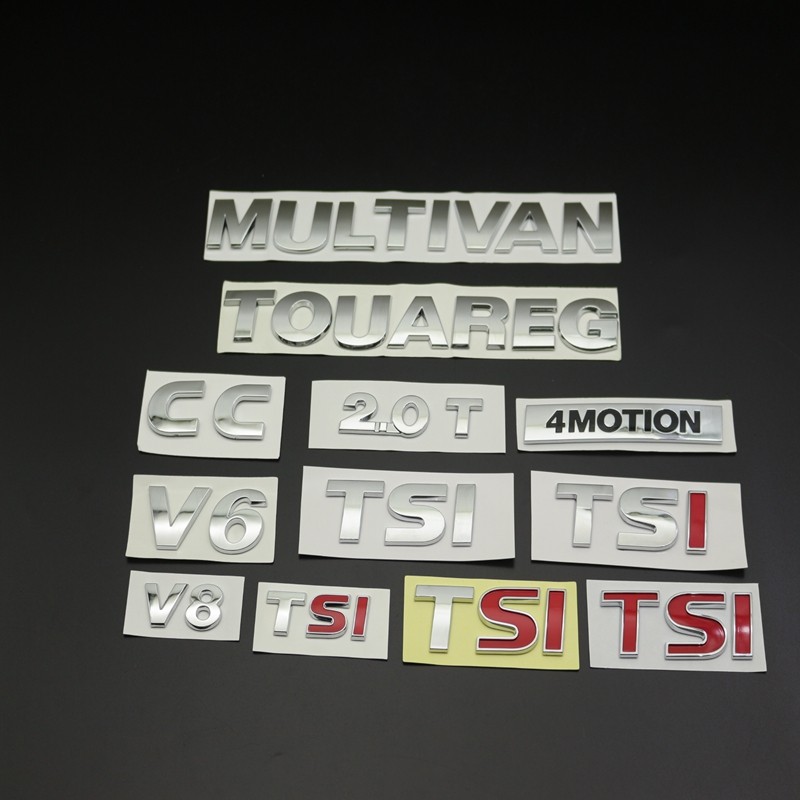 MULTIVAN
TOUAREG
CC 2.0 T 4MOTION
V6 TSI TSI
V8 TSI TSI TSI